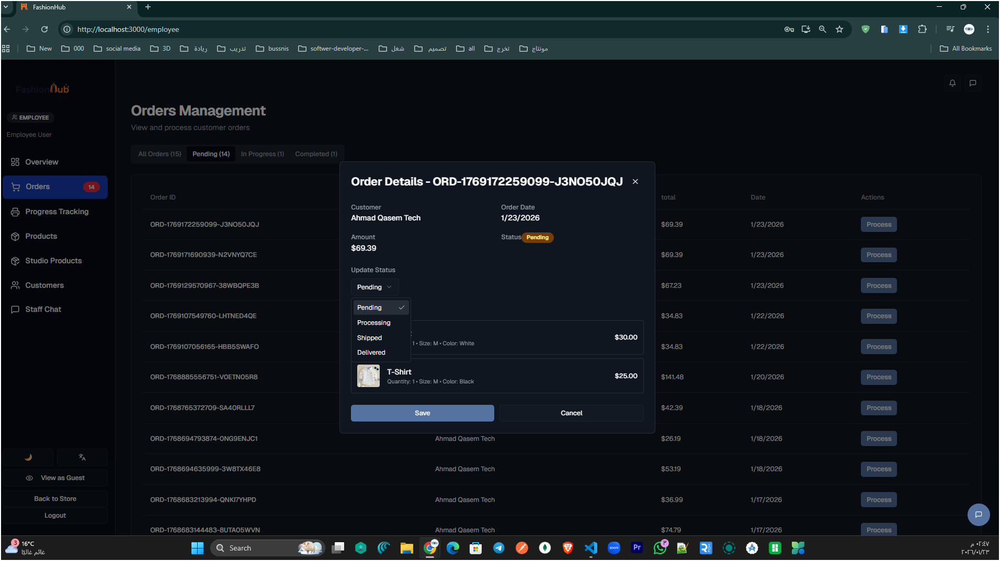 FashionHub
http://localhost:3000/employee
New
000
social media
3D
ريادة
تدريب
bussnis
softwer-developer-...
شغل
تصميم
all
تخرج
مونتاج
All Bookmarks
FashionHub
EMPLOYEE
Employee User
Overview
Orders
14
Progress Tracking
Products
Studio Products
Customers
Staff Chat
View as Guest
Back to Store
Logout
Orders Management
View and process customer orders
All Orders (15)
Pending (14)
In Progress (1)
Completed (1)
Order ID
total
Date
Actions
ORD-1769172259099-J3NO50JQJ
$69.39
1/23/2026
Process
ORD-1769171690939-N2VNYQ7CE
$69.39
1/23/2026
Process
ORD-1769129570967-38WBQPE3B
$67.23
1/23/2026
Process
ORD-1769107549760-LHTNED4QE
$34.83
1/22/2026
Process
ORD-1769107056165-HBB5SWAFO
$34.83
1/22/2026
Process
ORD-1768885556751-V0ETN05R8
$141.48
1/20/2026
Process
ORD-1768765372709-SA40RLLL7
$42.39
1/18/2026
Process
ORD-1768694793874-0NG9ENJC1
Ahmad Qasem Tech
$26.19
1/18/2026
Process
ORD-1768694635999-3W8TX46E8
Ahmad Qasem Tech
$53.19
1/18/2026
Process
ORD-1768683213994-QNKI7YHPD
Ahmad Qasem Tech
$36.99
1/17/2026
Process
ORD-1768683144483-8UTA05WVN
Ahmad Qasem Tech
$74.79
1/17/2026
Process
Order Details - ORD-1769172259099-J3NO50JQJ
Customer
Ahmad Qasem Tech
Order Date
1/23/2026
Amount
$69.39
Status
Pending
Update Status
Pending
Pending
Processing
Shipped
Delivered
1 • Size: M • Color: White
$30.00
T-Shirt
Quantity: 1 • Size: M • Color: Black
$25.00
Save
Cancel
3
16°C
غائم غالبًا
Search
Pr
zoom
٣
٠٢:٤٧ م
٢٠٢٦/٠١/٢٣